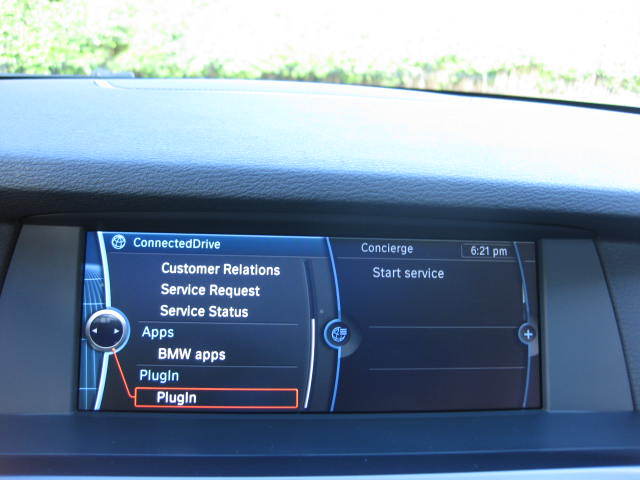 ConnectedDrive
Customer Relations
Service Request
Service Status
Apps
BMW apps
PlugIn
PlugIn
Concierge
6:21 pm
Start service